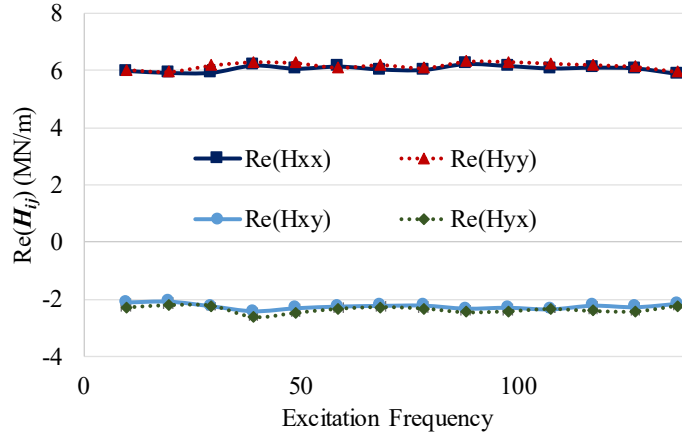 8
6
4
2
0
-2
-4
Re(Hij) (MN/m)
Re(Hxx) Re(Hyy)
Re(Hxy) Re(Hyx)
0 50 100
Excitation Frequency